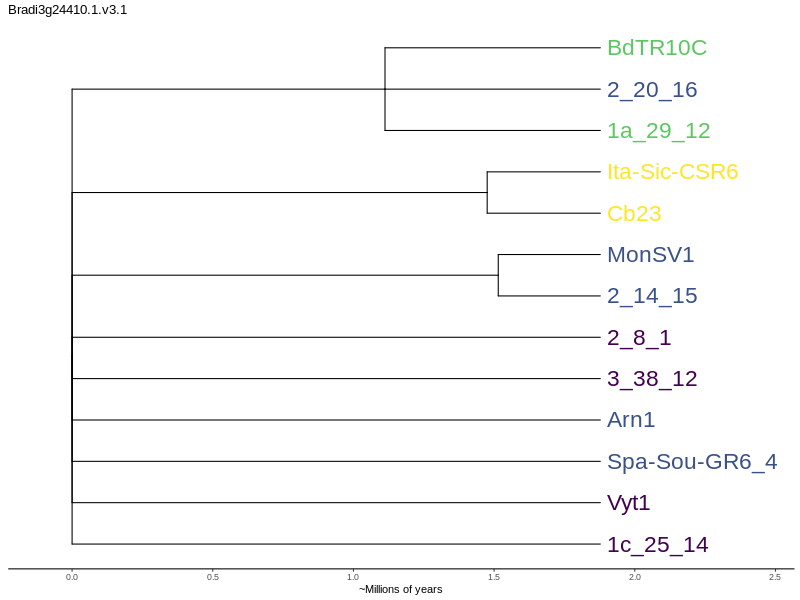 Bradi3g24410.1.v3.1
BdTR10C
2_20_16
1a_29_12
Ita-Sic-CSR6
Cb23
MonSV1
2_14_15
2_8_1
3_38_12
Arn1
Spa-Sou-GR6_4
Vyt1
1c_25_14
0.0 0.5 1.0 1.5 2.0 2.5
~Millions of years